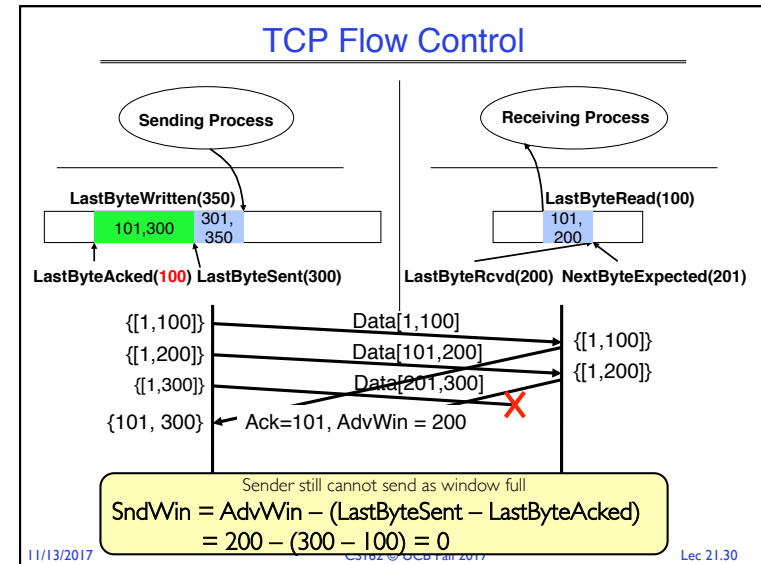 TCP Flow Control
Sending Process
Receiving Process
LastByteWritten(350)
LastByteRead(100)
101,300
301,
350
101,
200
LastByteAcked(100) LastByteSent(300)
LastByteRcvd(200) NextByteExpected(201)
{[1,100]}
Data[1,100]
{[1,100]}
{[1,200]}
Data[101,200]
{[1,200]}
{[1,300]}
Data[201,300]
{101, 300}
Ack=101, AdvWin = 200
Sender still cannot send as window full
SndWin = AdvWin – (LastByteSent – LastByteAcked)
= 200 – (300 – 100) = 0
11/13/2017
CS162 © UCB Fall 2017
Lec 21.30